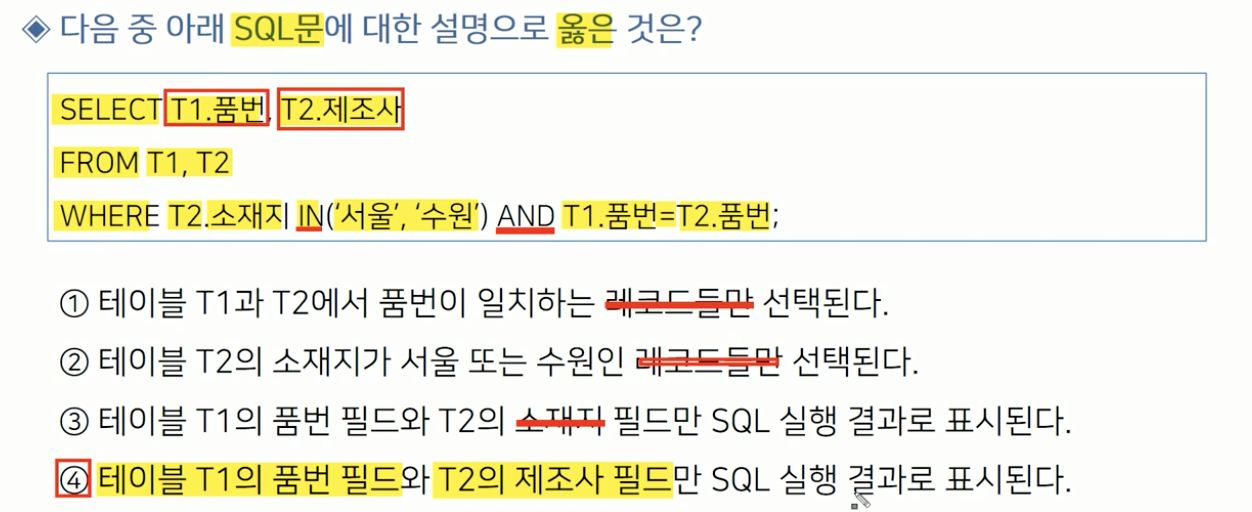 ◈ 다음 중 아래 SQL문에 대한 설명으로 옳은 것은?
SELECT T1.품번, T2.제조사
FROM T1, T2
WHERE T2.소재지 IN(‘서울’, ‘수원’) AND T1.품번=T2.품번;
① 테이블 T1과 T2에서 품번이 일치하는 레코드들만 선택된다.
② 테이블 T2의 소재지가 서울 또는 수원인 레코드들만 선택된다.
③ 테이블 T1의 품번 필드와 T2의 소재지 필드만 SQL 실행 결과로 표시된다.
④ 테이블 T1의 품번 필드와 T2의 제조사 필드만 SQL 실행 결과로 표시된다.